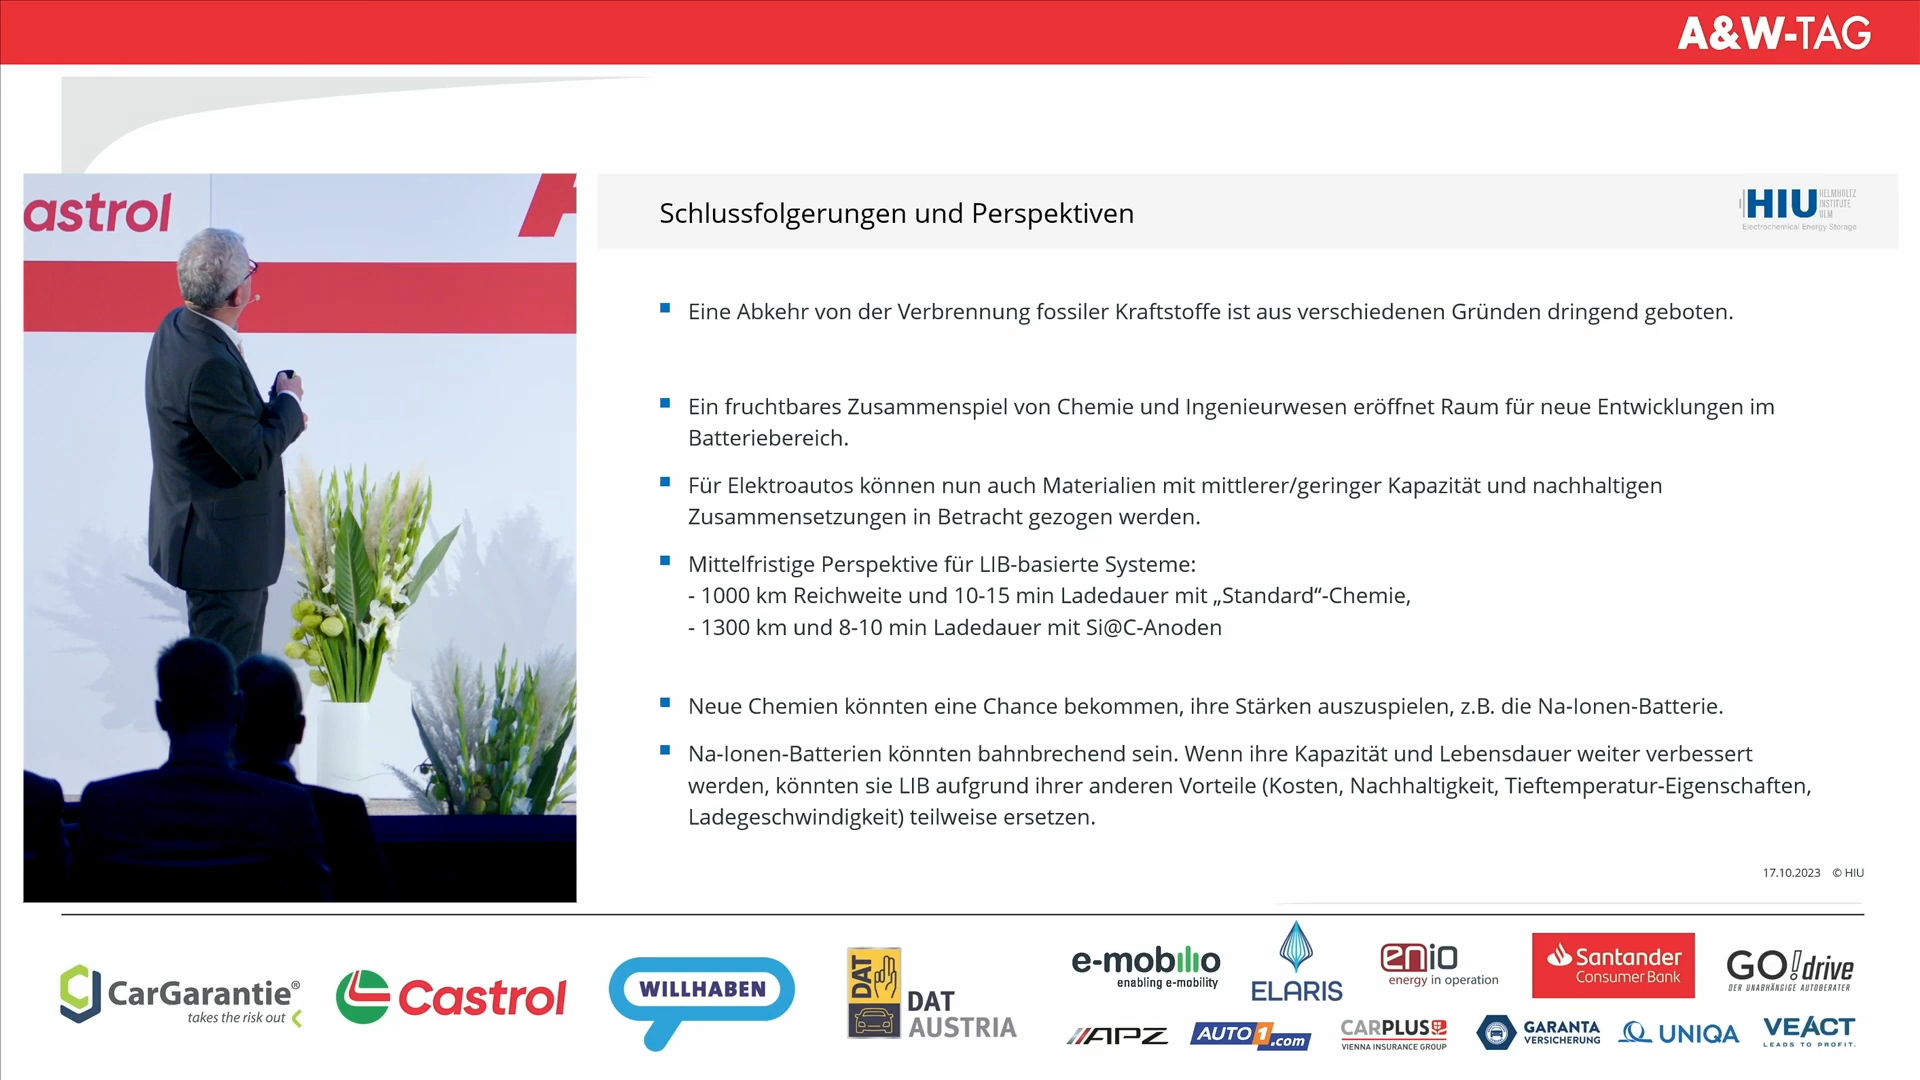 A&W-TAG
astrol
Schlussfolgerungen und Perspektiven
HIU
HELMHOLTZ
INSTITUTE
ULM
Electrochemical Energy Storage
Eine Abkehr von der Verbrennung fossiler Kraftstoffe ist aus verschiedenen Gründen dringend geboten.
Ein fruchtbares Zusammenspiel von Chemie und Ingenieurwesen eröffnet Raum für neue Entwicklungen im
Batteriebereich.
Für Elektroautos können nun auch Materialien mit mittlerer/geringer Kapazität und nachhaltigen
Zusammensetzungen in Betracht gezogen werden.
Mittelfristige Perspektive für LIB-basierte Systeme:
- 1000 km Reichweite und 10-15 min Ladedauer mit „Standard“-Chemie,
- 1300 km und 8-10 min Ladedauer mit Si@C-Anoden
Neue Chemien könnten eine Chance bekommen, ihre Stärken auszuspielen, z.B. die Na-Ionen-Batterie.
Na-Ionen-Batterien könnten bahnbrechend sein. Wenn ihre Kapazität und Lebensdauer weiter verbessert
werden, könnten sie LIB aufgrund ihrer anderen Vorteile (Kosten, Nachhaltigkeit, Tieftemperatur-Eigenschaften,
Ladegeschwindigkeit) teilweise ersetzen.
17.10.2023 © HIU
CarGarantie®
takes the risk out
Castrol
WILLHABEN
DAT
DAT
AUSTRIA
e-mobilio
enabling e-mobility
ELARIS
enio
energy in operation
Santander
Consumer Bank
GO!drive
DER UNABHÄNGIGE AUTOBERATER
APZ
AUTO1.com
CARPLUS
VIENNA INSURANCE GROUP
GARANTA
VERSICHERUNG
UNIQA
VEACT
LEADS TO PROFIT.